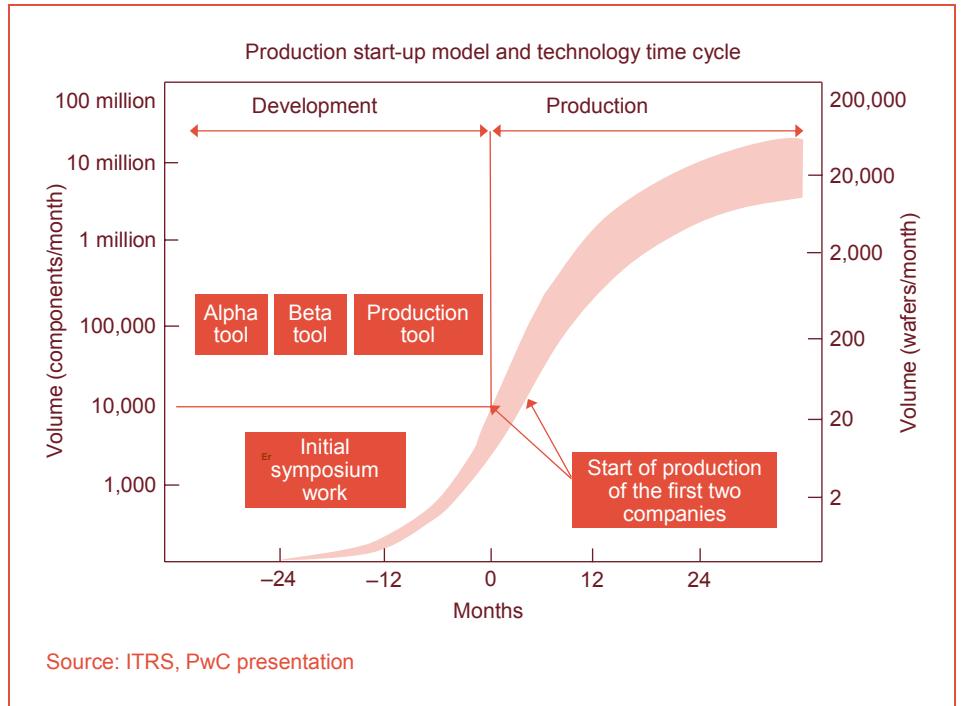 Production start-up model and technology time cycle
Development
Production
Volume (components/month)
100 million
10 million
1 million
100,000
10,000
1,000
Alpha
tool
Beta
tool
Production
tool
Er
Initial
symposium
work
Start of production
of the first two
companies
200,000
20,000
2,000
200
20
2
Volume (wafers/month)
–24
–12
0
12
24
Months
Source: ITRS, PwC presentation